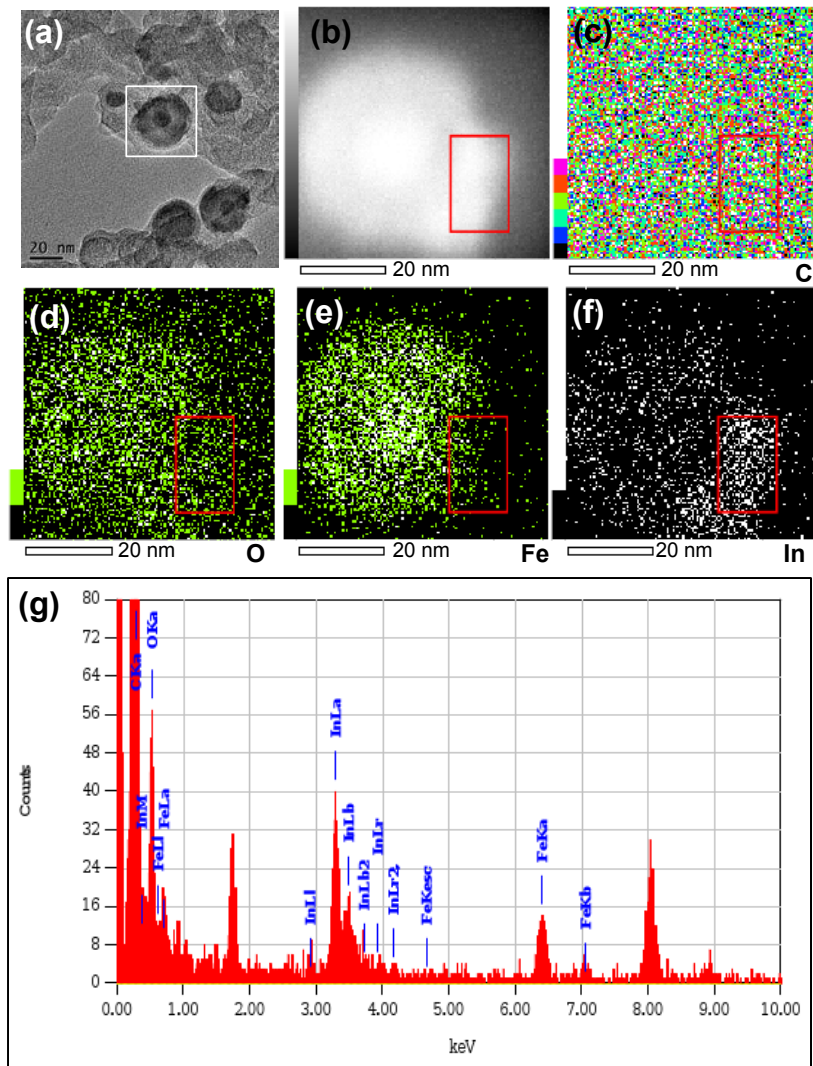 (a)
20 nm
(b)
20 nm
(c)
20 nm
C
(d)
20 nm
O
(e)
20 nm
Fe
(f)
20 nm
In
(g)
80
72
64
56
48
40
32
24
16
8
0
Counts
CKa
OKa
InM
FeLl
FeLa
InLl
InLa
InLb
InLb2
InLr
InLr2,
FeKesc
FeKa
FeKb
0.00 1.00 2.00 3.00 4.00 5.00 6.00 7.00 8.00 9.00 10.00
keV